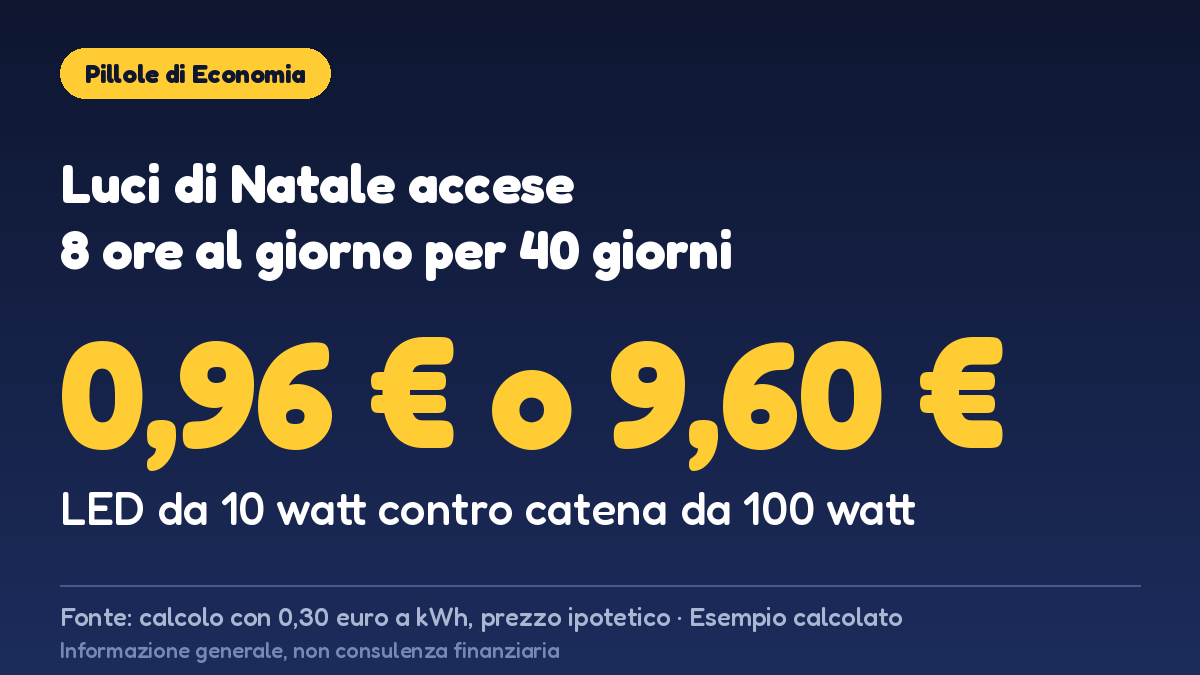 Pillole di Economia
Luci di Natale accese
8 ore al giorno per 40 giorni
0,96 € o 9,60 €
LED da 10 watt contro catena da 100 watt
Fonte: calcolo con 0,30 euro a kWh, prezzo ipotetico · Esempio calcolato
Informazione generale, non consulenza finanziaria